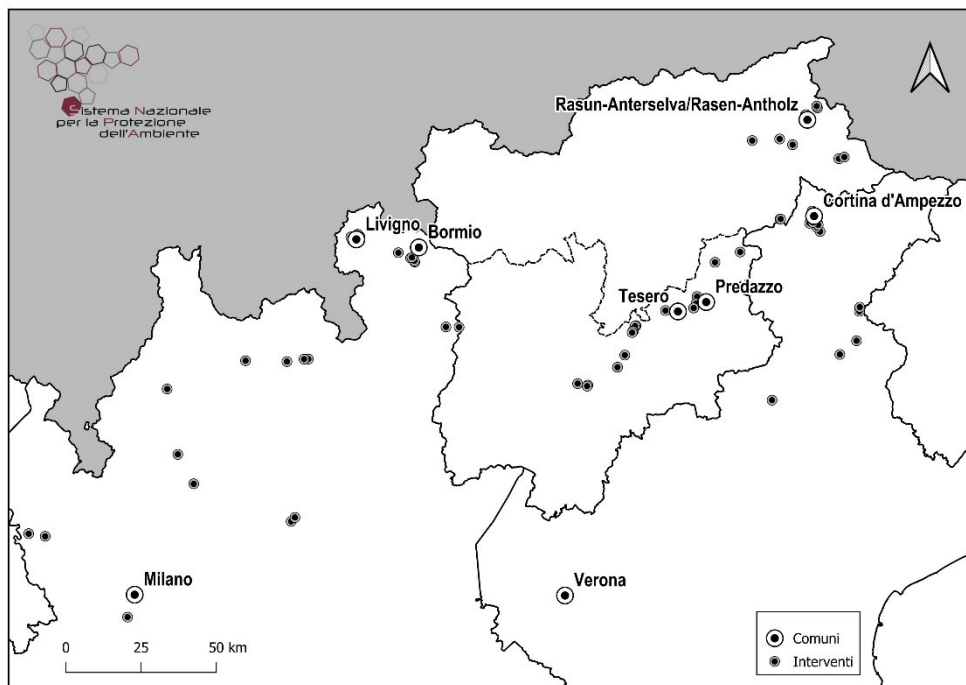 Sistema Nazionale
per la Protezione
dell'Ambiente
Rasun-Anterselva/Rasen-Antholz
Cortina d'Ampezzo
Livigno
Bormio
Tesero
Predazzo
Milano
Verona
0 25 50 km
Comuni
Interventi